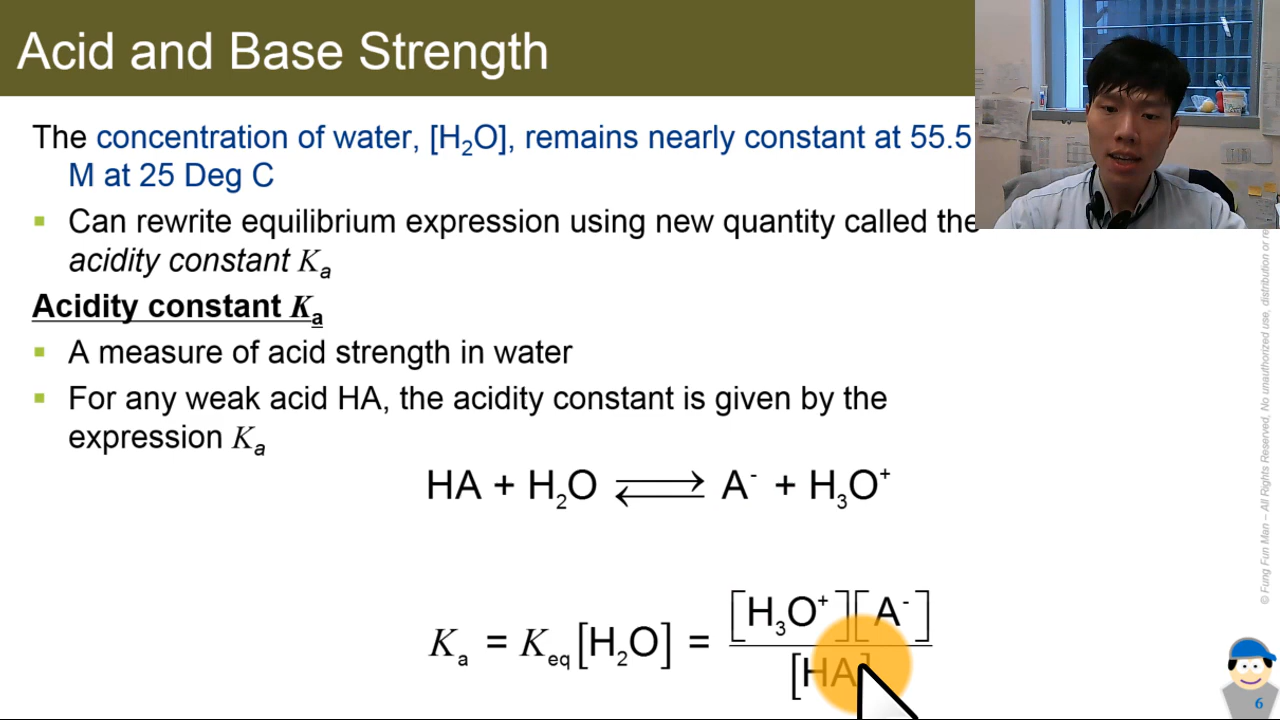 Acid and Base Strength
The concentration of water, [H₂O], remains nearly constant at 55.5
M at 25 Deg C
▪ Can rewrite equilibrium expression using new quantity called the
acidity constant Kₐ
Acidity constant Kₐ
▪ A measure of acid strength in water
▪ For any weak acid HA, the acidity constant is given by the
expression Kₐ
HA + H₂O ⇌ A⁻ + H₃O⁺
Kₐ = K_eq[H₂O] = [H₃O⁺][A⁻] / [HA]
© Fung Fun Man – All Rights Reserved, No unauthorized use, distribution or
6